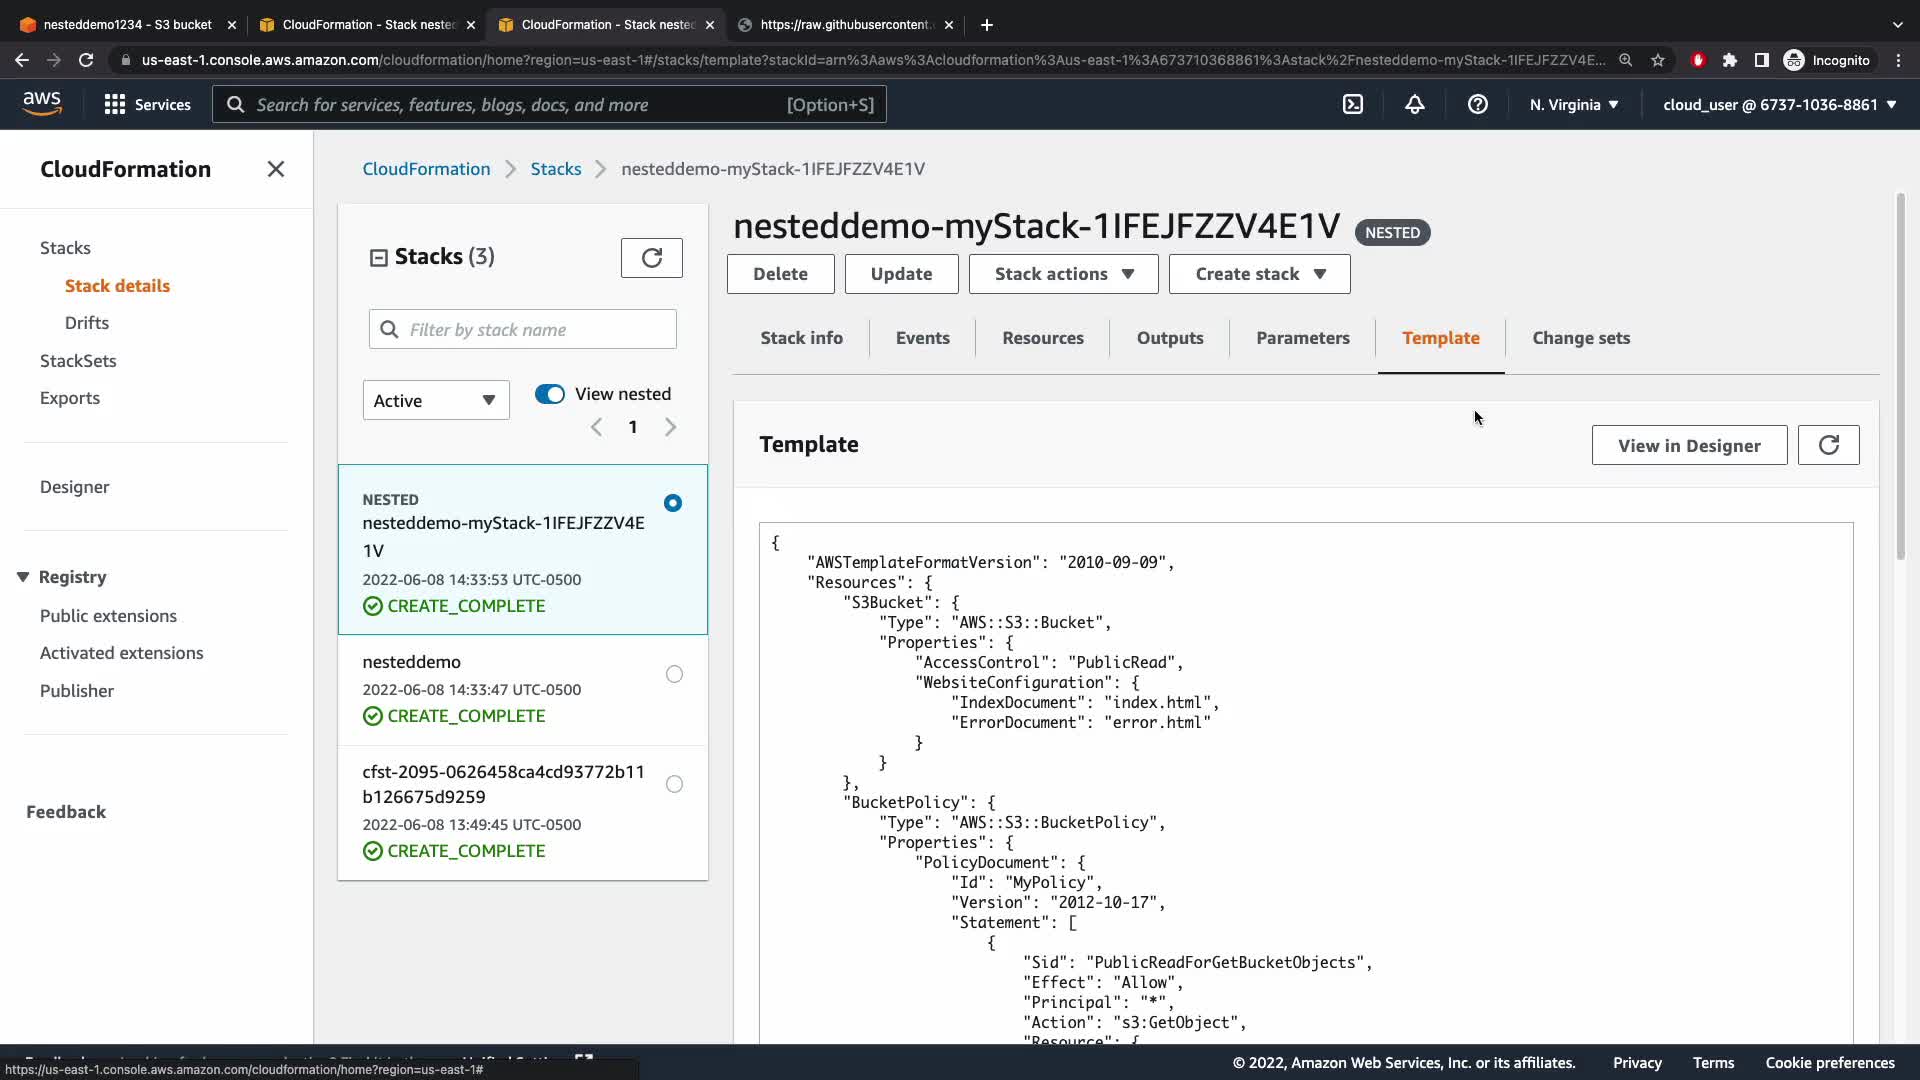 nesteddemo1234 - S3 bucket
CloudFormation - Stack neste
CloudFormation - Stack neste
https://raw.githubusercontent.
us-east-1.console.aws.amazon.com/cloudformation/home?region=us-east-1#/stacks/template?stackId=arn%3Aaws%3Acloudformation%3Aus-east-1%3A673710368861%3Astack%2Fnesteddemo-myStack-1IFEJFZZV4E...
Incognito
aws
Services
Search for services, features, blogs, docs, and more
[Option+S]
N. Virginia
cloud_user @ 6737-1036-8861
CloudFormation
Stacks
Stack details
Drifts
StackSets
Exports
Designer
Registry
Public extensions
Activated extensions
Publisher
Feedback
CloudFormation
Stacks
nesteddemo-myStack-1IFEJFZZV4E1V
Stacks (3)
Filter by stack name
Active
View nested
1
NESTED
nesteddemo-myStack-1IFEJFZZV4E
1V
2022-06-08 14:33:53 UTC-0500
CREATE_COMPLETE
nesteddemo
2022-06-08 14:33:47 UTC-0500
CREATE_COMPLETE
cfst-2095-0626458ca4cd93772b11
b126675d9259
2022-06-08 13:49:45 UTC-0500
CREATE_COMPLETE
nesteddemo-myStack-1IFEJFZZV4E1V
NESTED
Delete
Update
Stack actions
Create stack
Stack info
Events
Resources
Outputs
Parameters
Template
Change sets
Template
View in Designer
{
"AWSTemplateFormatVersion": "2010-09-09",
"Resources": {
"S3Bucket": {
"Type": "AWS::S3::Bucket",
"Properties": {
"AccessControl": "PublicRead",
"WebsiteConfiguration": {
"IndexDocument": "index.html",
"ErrorDocument": "error.html"
}
}
},
"BucketPolicy": {
"Type": "AWS::S3::BucketPolicy",
"Properties": {
"PolicyDocument": {
"Id": "MyPolicy",
"Version": "2012-10-17",
"Statement": [
{
"Sid": "PublicReadForGetBucketObjects",
"Effect": "Allow",
"Principal": "*",
"Action": "s3:GetObject",
"Resource": {
https://us-east-1.console.aws.amazon.com/cloudformation/home?region=us-east-1#
© 2022, Amazon Web Services, Inc. or its affiliates.
Privacy
Terms
Cookie preferences